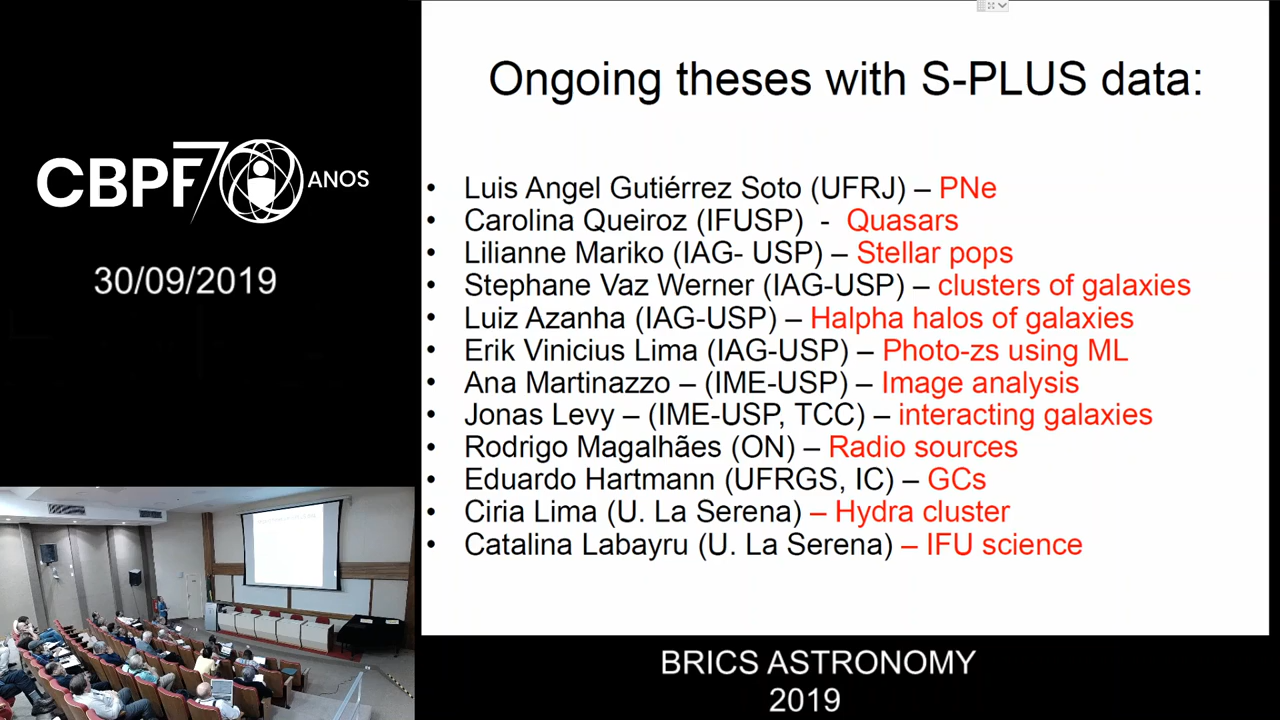 Ongoing theses with S-PLUS data:
CBPF 70 ANOS
30/09/2019
• Luis Angel Gutiérrez Soto (UFRJ) – PNe
• Carolina Queiroz (IFUSP) - Quasars
• Lilianne Mariko (IAG- USP) – Stellar pops
• Stephane Vaz Werner (IAG-USP) – clusters of galaxies
• Luiz Azanha (IAG-USP) – Halpha halos of galaxies
• Erik Vinicius Lima (IAG-USP) – Photo-zs using ML
• Ana Martinazzo – (IME-USP) – Image analysis
• Jonas Levy – (IME-USP, TCC) – interacting galaxies
• Rodrigo Magalhães (ON) – Radio sources
• Eduardo Hartmann (UFRGS, IC) – GCs
• Ciria Lima (U. La Serena) – Hydra cluster
• Catalina Labayru (U. La Serena) – IFU science
BRICS ASTRONOMY
2019